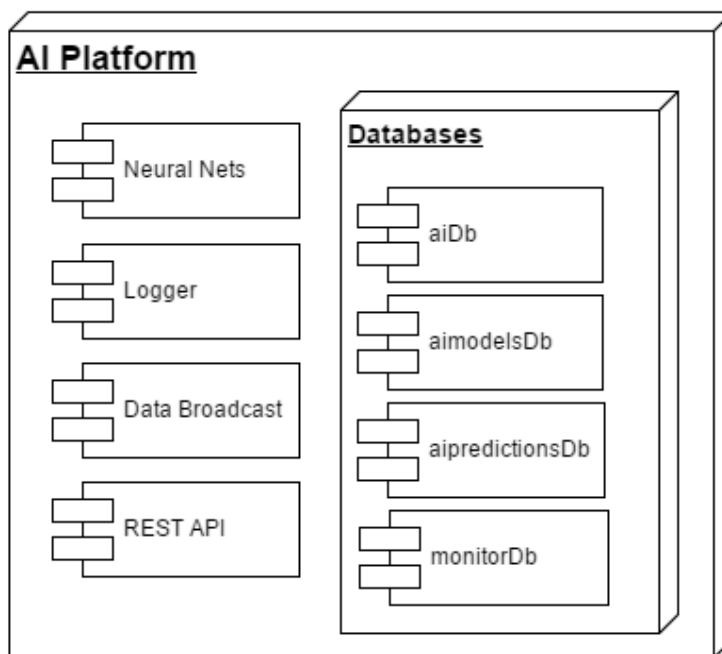 AI Platform
Neural Nets
Logger
Data Broadcast
REST API
Databases
aiDb
aimodelsDb
aipredictionsDb
monitorDb